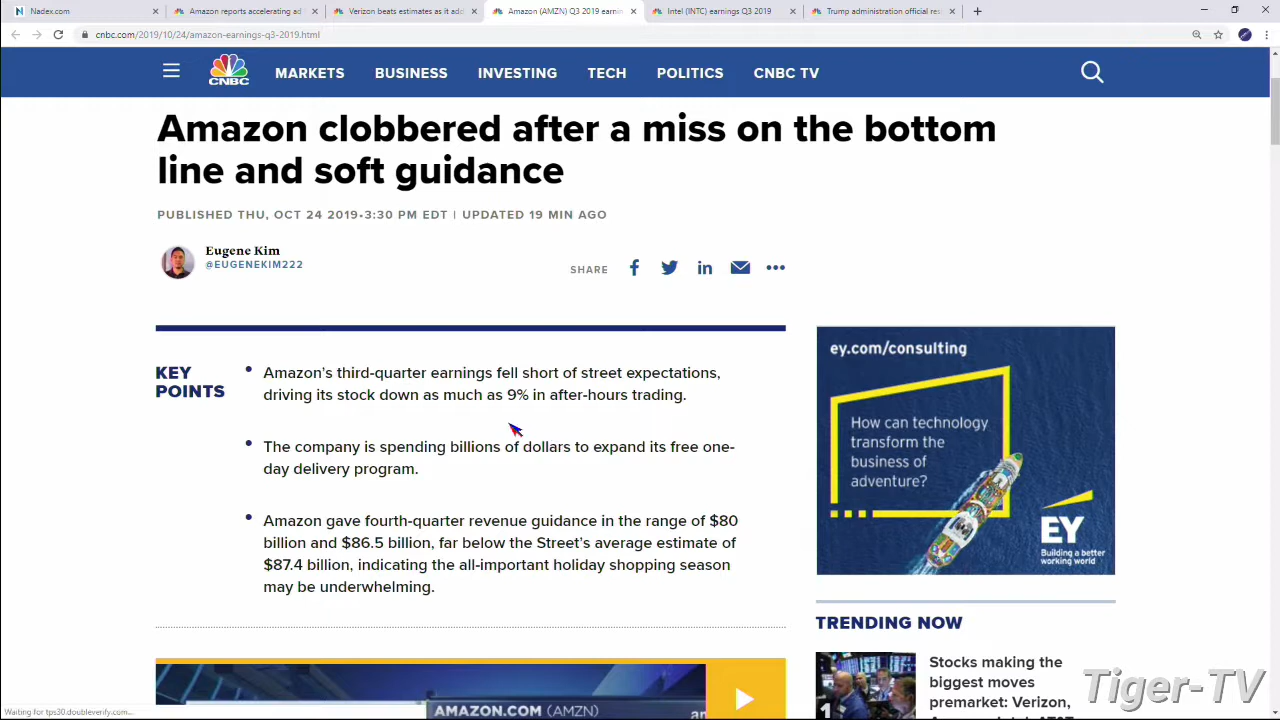 Nadex.com
Amazon reports accelerating ad
Verizon beats estimates as it add
Amazon (AMZN) Q3 2019 earnin
Intel (INTC) earnings Q3 2019
Trump administration official res
cnbc.com/2019/10/24/amazon-earnings-q3-2019.html
CNBC
MARKETS BUSINESS INVESTING TECH POLITICS CNBC TV
Amazon clobbered after a miss on the bottom
line and soft guidance
PUBLISHED THU, OCT 24 2019•3:30 PM EDT | UPDATED 19 MIN AGO
Eugene Kim
@EUGENEKIM222
SHARE
KEY
POINTS
Amazon's third-quarter earnings fell short of street expectations,
driving its stock down as much as 9% in after-hours trading.
The company is spending billions of dollars to expand its free one-
day delivery program.
Amazon gave fourth-quarter revenue guidance in the range of $80
billion and $86.5 billion, far below the Street's average estimate of
$87.4 billion, indicating the all-important holiday shopping season
may be underwhelming.
ey.com/consulting
How can technology
transform the
business of
adventure?
EY
Building a better
working world
TRENDING NOW
1
Stocks making the
biggest moves
premarket: Verizon,
AMAZON.COM (AMZN)
Waiting for tps30.doubleverify.com...
Tiger-TV